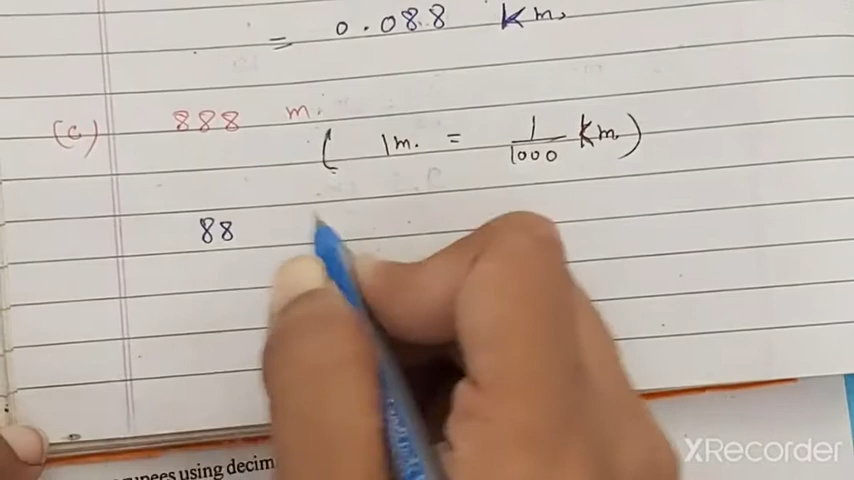 = 0.088 Km.
(c) 888 m.
( 1m. = 1/1000 Km. )
88
rupees using decim
XRecorder